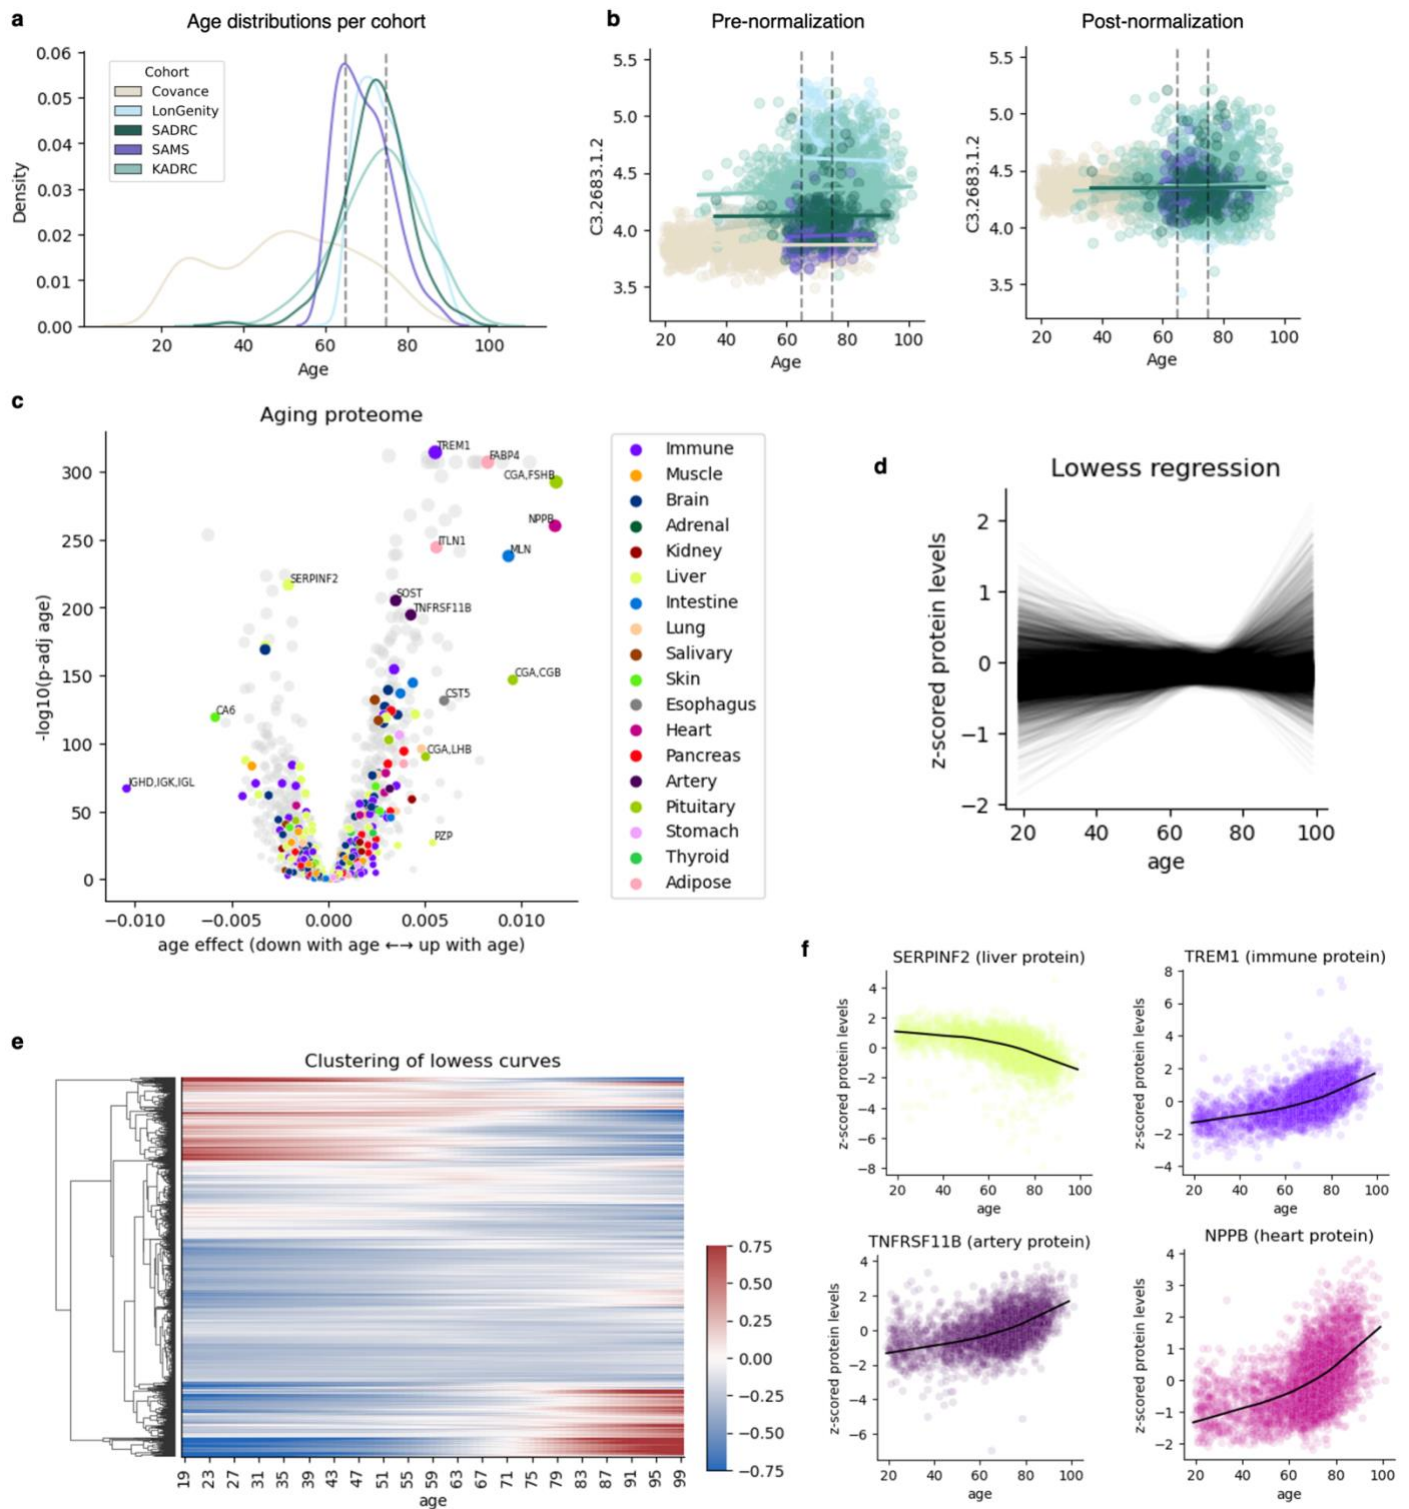 a
Age distributions per cohort
0.06
0.05
0.04
0.03
0.02
0.01
0.00
Density
Cohort
Covance
LonGenity
SADRC
SAMS
KADRC
20 40 60 80 100
Age
b
Pre-normalization
5.5
5.0
4.5
4.0
3.5
C3.2683.1.2
20 40 60 80 100
Age
Post-normalization
5.5
5.0
4.5
4.0
3.5
C3.2683.1.2
20 40 60 80 100
Age
c
Aging proteome
300
250
200
150
100
50
0
-log10(p-adj age)
TREM1
FABP4
CGA,FSHB
NPPB
ITLN1
MLN
SERPINF2
SOST
TNFRSF11B
CGA,CGB
CST5
CA6
CGA,LHB
IGHD,IGK,IGL
PZP
−0.010 −0.005 0.000 0.005 0.010
age effect (down with age ←→ up with age)
Immune
Muscle
Brain
Adrenal
Kidney
Liver
Intestine
Lung
Salivary
Skin
Esophagus
Heart
Pancreas
Artery
Pituitary
Stomach
Thyroid
Adipose
d
Lowess regression
2
1
0
−1
−2
z-scored protein levels
20 40 60 80 100
age
e
Clustering of lowess curves
19 23 27 31 35 39 43 47 51 55 59 63 67 71 75 79 83 87 91 95 99
age
0.75
0.50
0.25
0.00
−0.25
−0.50
−0.75
f
SERPINF2 (liver protein)
4
2
0
−2
−4
−6
−8
z-scored protein levels
20 40 60 80 100
age
TREM1 (immune protein)
8
6
4
2
0
−2
−4
z-scored protein levels
20 40 60 80 100
age
TNFRSF11B (artery protein)
4
2
0
−2
−4
−6
z-scored protein levels
20 40 60 80 100
age
NPPB (heart protein)
4
3
2
1
0
−1
−2
z-scored protein levels
20 40 60 80 100
age